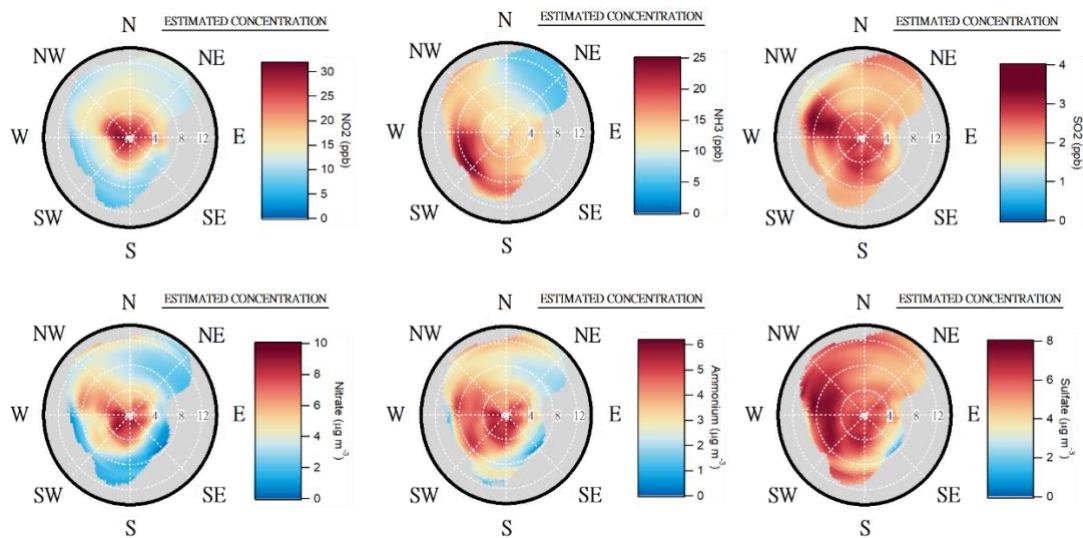 ESTIMATED CONCENTRATION
N
NW
NE
W
4 8 12
E
SW
SE
S
30
25
20
15
10
5
0
NO2 (ppb)
ESTIMATED CONCENTRATION
N
NW
NE
W
4 8 12
E
SW
SE
S
25
20
15
10
5
0
NH3 (ppb)
ESTIMATED CONCENTRATION
N
NW
NE
W
4 8 12
E
SW
SE
S
4
3
2
1
0
SO2 (ppb)
ESTIMATED CONCENTRATION
N
NW
NE
W
4 8 12
E
SW
SE
S
10
8
6
4
2
0
Nitrate (µg m⁻³)
ESTIMATED CONCENTRATION
N
NW
NE
W
4 8 12
E
SW
SE
S
6
5
4
3
2
1
0
Ammonium (µg m⁻³)
ESTIMATED CONCENTRATION
N
NW
NE
W
4 8 12
E
SW
SE
S
8
6
4
2
0
Sulfate (µg m⁻³)